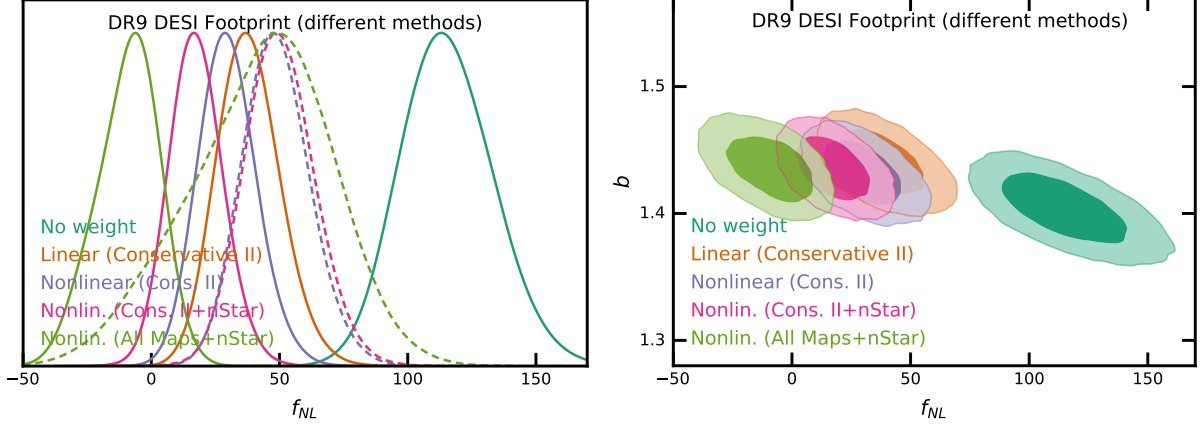 DR9 DESI Footprint (different methods)
No weight
Linear (Conservative II)
Nonlinear (Cons. II)
Nonlin. (Cons. II+nStar)
Nonlin. (All Maps+nStar)
−50 0 50 100 150
f_NL
DR9 DESI Footprint (different methods)
1.5
1.4
1.3
b
No weight
Linear (Conservative II)
Nonlinear (Cons. II)
Nonlin. (Cons. II+nStar)
Nonlin. (All Maps+nStar)
−50 0 50 100 150
f_NL